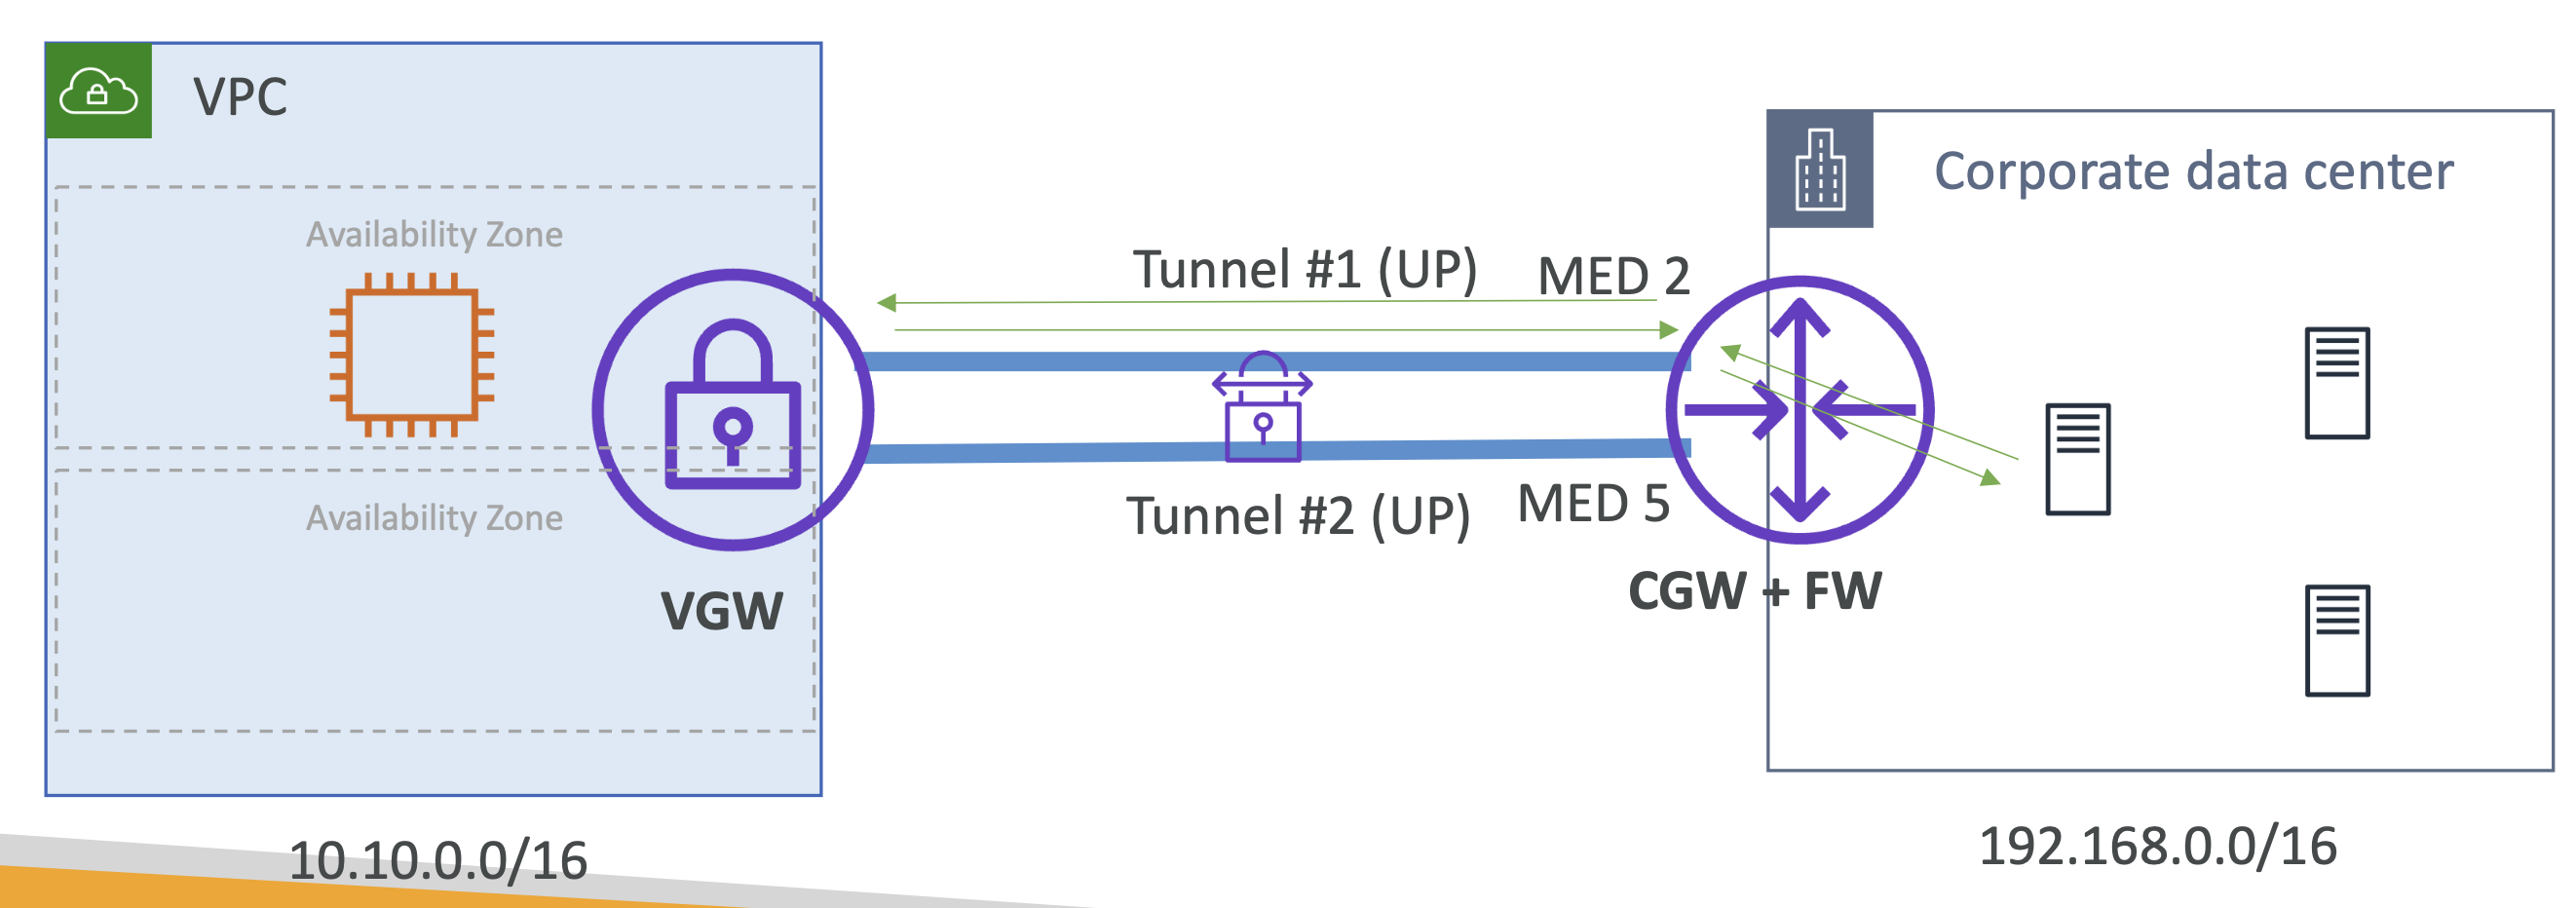 VPC
Corporate data center
Availability Zone
Tunnel #1 (UP)
MED 2
Availability Zone
Tunnel #2 (UP)
MED 5
VGW
CGW + FW
10.10.0.0/16
192.168.0.0/16